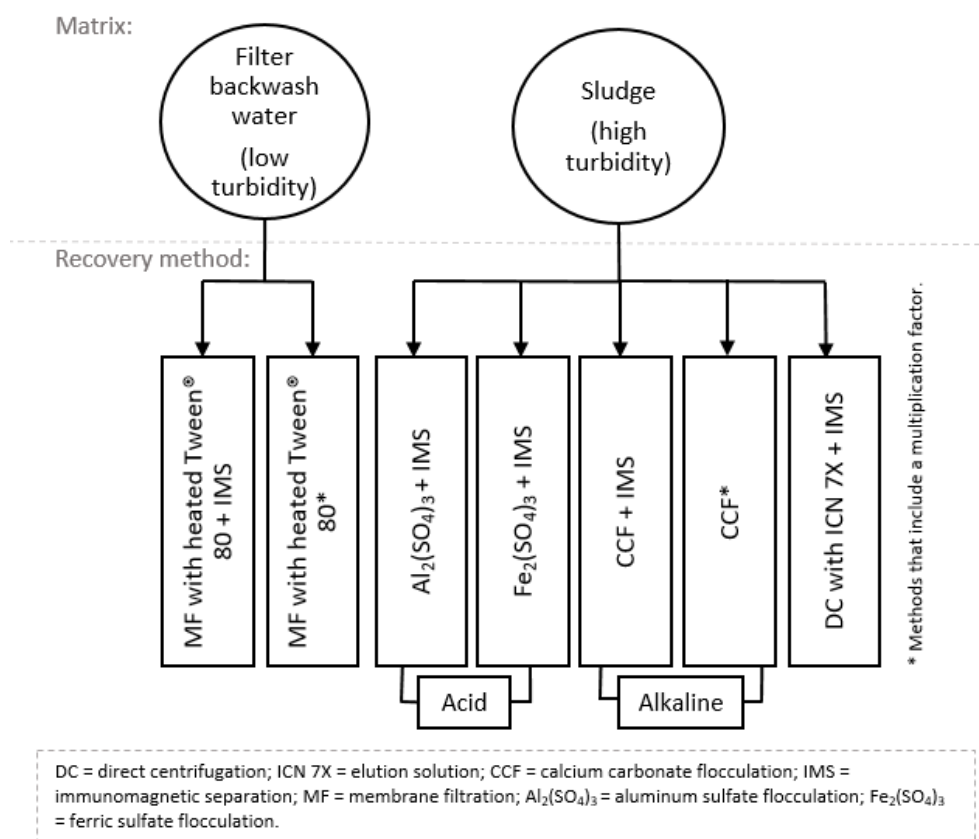 Matrix:
Filter
backwash
water
(low
turbidity)
Sludge
(high
turbidity)
Recovery method:
MF with heated Tween®
80 + IMS
MF with heated Tween®
80*
Al₂(SO₄)₃ + IMS
Fe₂(SO₄)₃ + IMS
CCF + IMS
CCF*
DC with ICN 7X + IMS
* Methods that include a multiplication factor.
Acid
Alkaline
DC = direct centrifugation; ICN 7X = elution solution; CCF = calcium carbonate flocculation; IMS =
immunomagnetic separation; MF = membrane filtration; Al₂(SO₄)₃ = aluminum sulfate flocculation; Fe₂(SO₄)₃
= ferric sulfate flocculation.